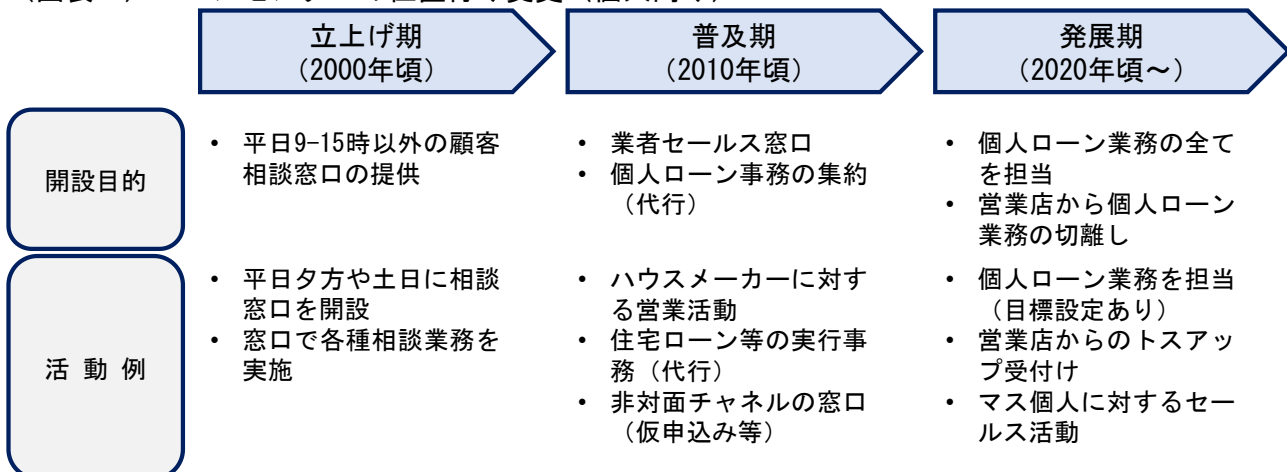 立上げ期
（2000年頃）
普及期
（2010年頃）
発展期
（2020年頃～）
開設目的
• 平日9-15時以外の顧客
相談窓口の提供
• 業者セールス窓口
• 個人ローン事務の集約
（代行）
• 個人ローン業務の全て
を担当
• 営業店から個人ローン
業務の切離し
活 動 例
• 平日夕方や土日に相談
窓口を開設
• 窓口で各種相談業務を
実施
• ハウスメーカーに対す
る営業活動
• 住宅ローン等の実行事
務（代行）
• 非対面チャネルの窓口
（仮申込み等）
• 個人ローン業務を担当
（目標設定あり）
• 営業店からのトスアッ
プ受付け
• マス個人に対するセー
ルス活動